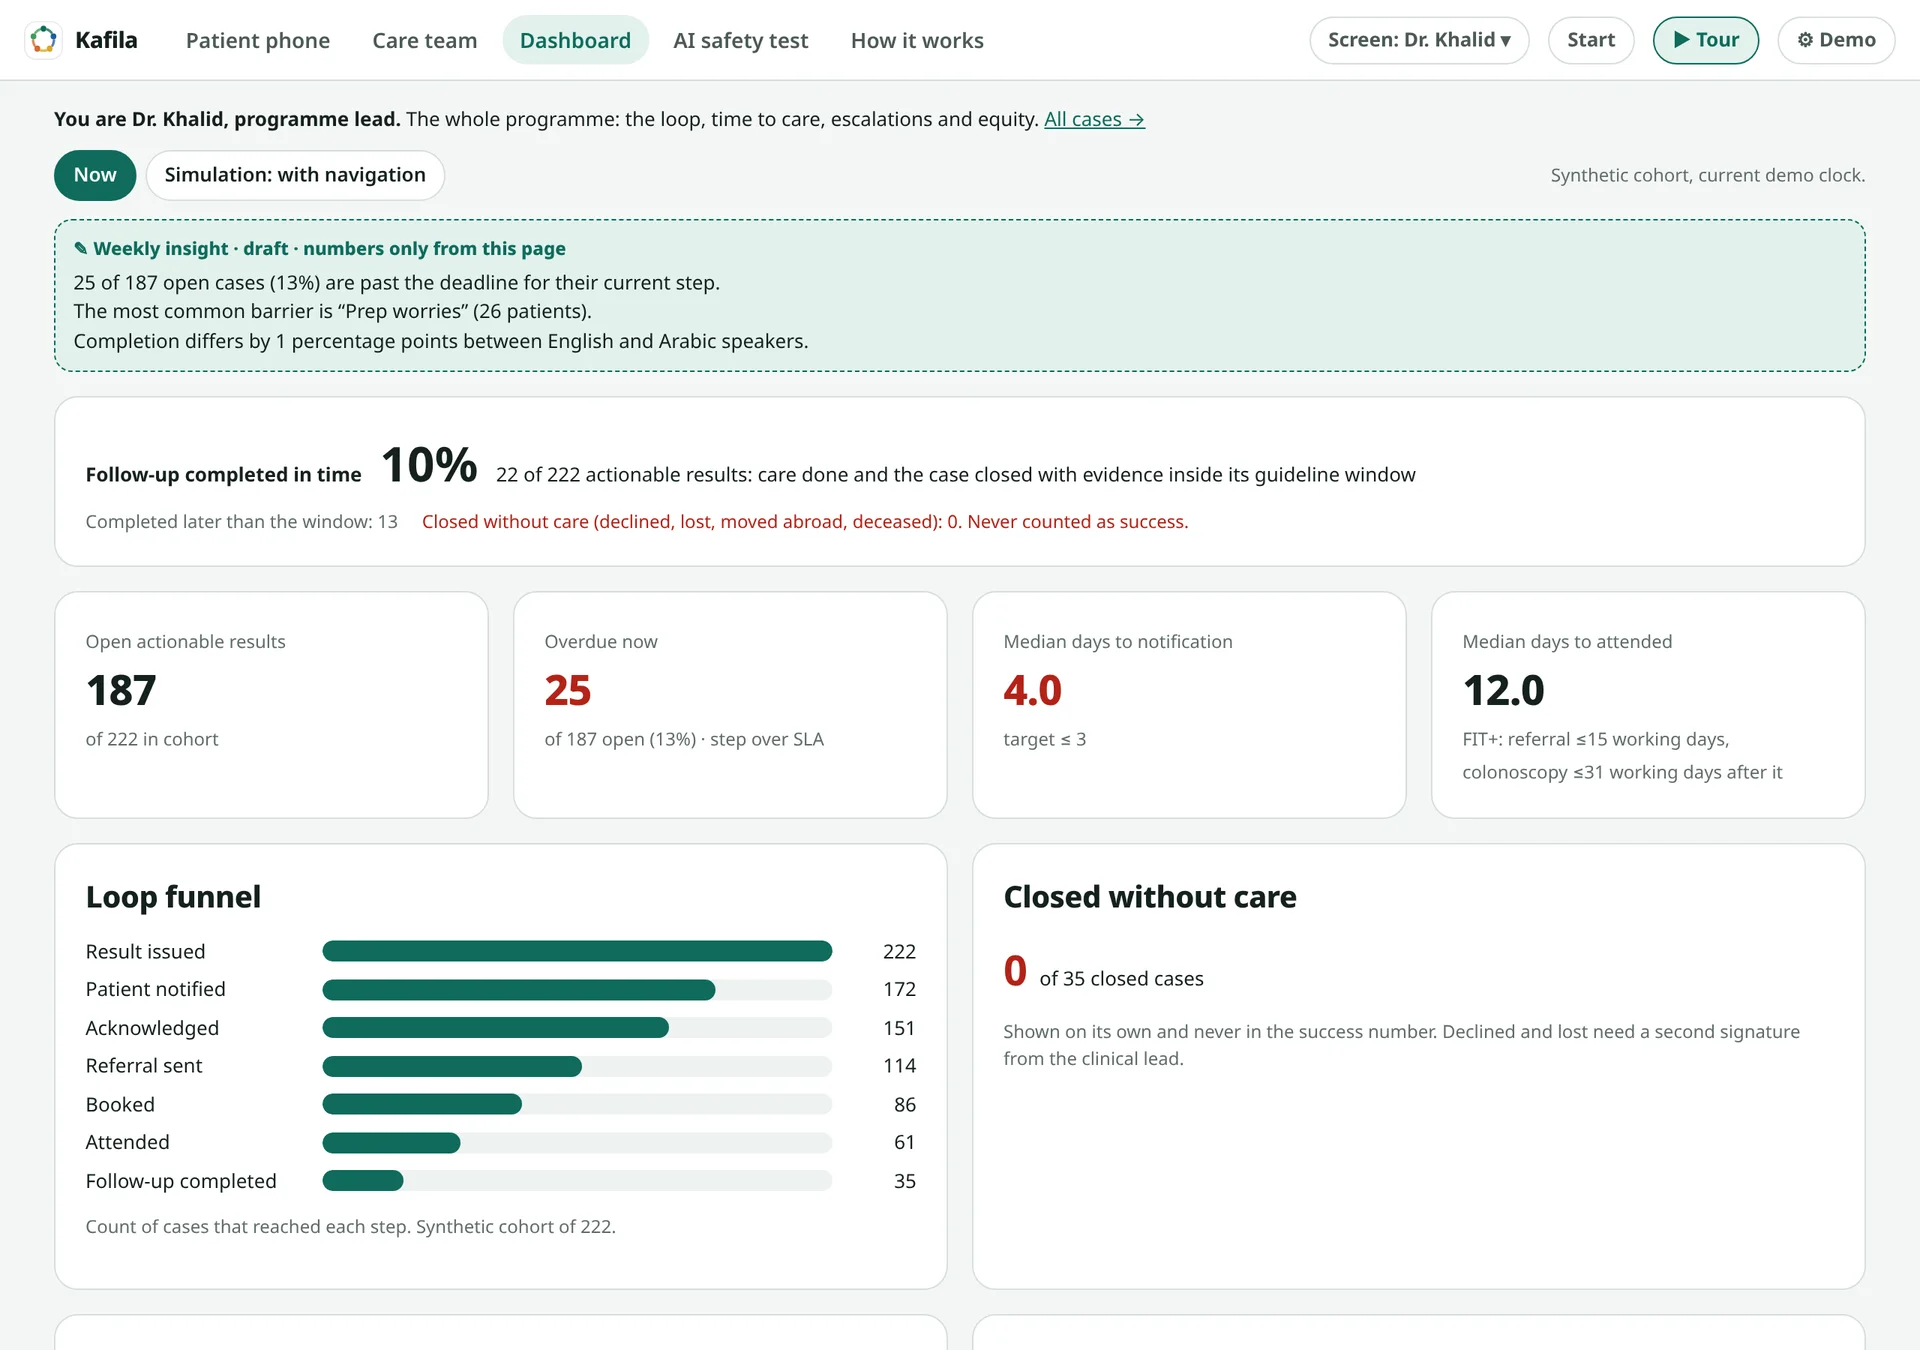 Kafila
Patient phone
Care team
Dashboard
AI safety test
How it works
Screen: Dr. Khalid ▾
Start
▶ Tour
⚙ Demo
You are Dr. Khalid, programme lead. The whole programme: the loop, time to care, escalations and equity. All cases →
Now
Simulation: with navigation
Synthetic cohort, current demo clock.
✎ Weekly insight · draft · numbers only from this page
25 of 187 open cases (13%) are past the deadline for their current step.
The most common barrier is “Prep worries” (26 patients).
Completion differs by 1 percentage points between English and Arabic speakers.
Follow-up completed in time 10% 22 of 222 actionable results: care done and the case closed with evidence inside its guideline window
Completed later than the window: 13 Closed without care (declined, lost, moved abroad, deceased): 0. Never counted as success.
Open actionable results
187
of 222 in cohort
Overdue now
25
of 187 open (13%) · step over SLA
Median days to notification
4.0
target ≤ 3
Median days to attended
12.0
FIT+: referral ≤15 working days,
colonoscopy ≤31 working days after it
Loop funnel
Result issued 222
Patient notified 172
Acknowledged 151
Referral sent 114
Booked 86
Attended 61
Follow-up completed 35
Count of cases that reached each step. Synthetic cohort of 222.
Closed without care
0 of 35 closed cases
Shown on its own and never in the success number. Declined and lost need a second signature
from the clinical lead.